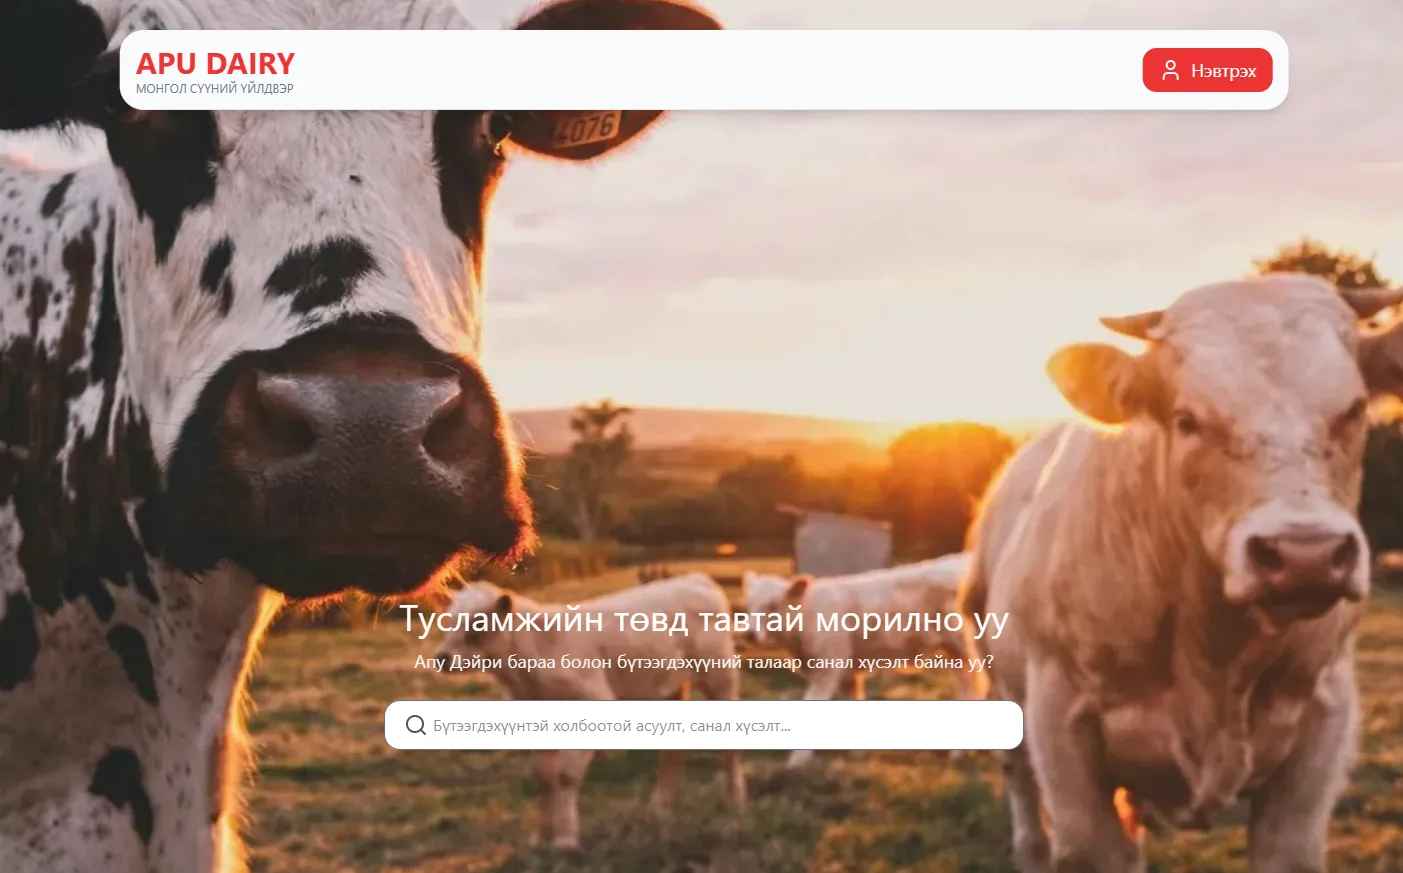 APU DAIRY
МОНГОЛ СҮҮНИЙ ҮЙЛДВЭР
Нэвтрэх
4076
Тусламжийн төвд тавтай морилно уу
Апу Дэйри бараа болон бүтээгдэхүүний талаар санал хүсэлт байна уу?
Бүтээгдэхүүнтэй холбоотой асуулт, санал хүсэлт...